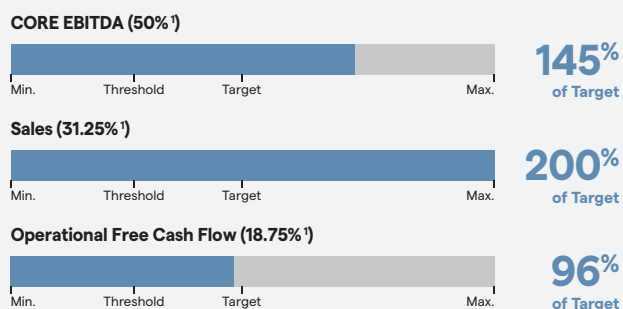 CORE EBITDA (50%¹)
145%
Min. Threshold Target Max.
of Target
Sales (31.25%¹)
200%
Min. Threshold Target Max.
of Target
Operational Free Cash Flow (18.75%¹)
96%
Min. Threshold Target Max.
of Target